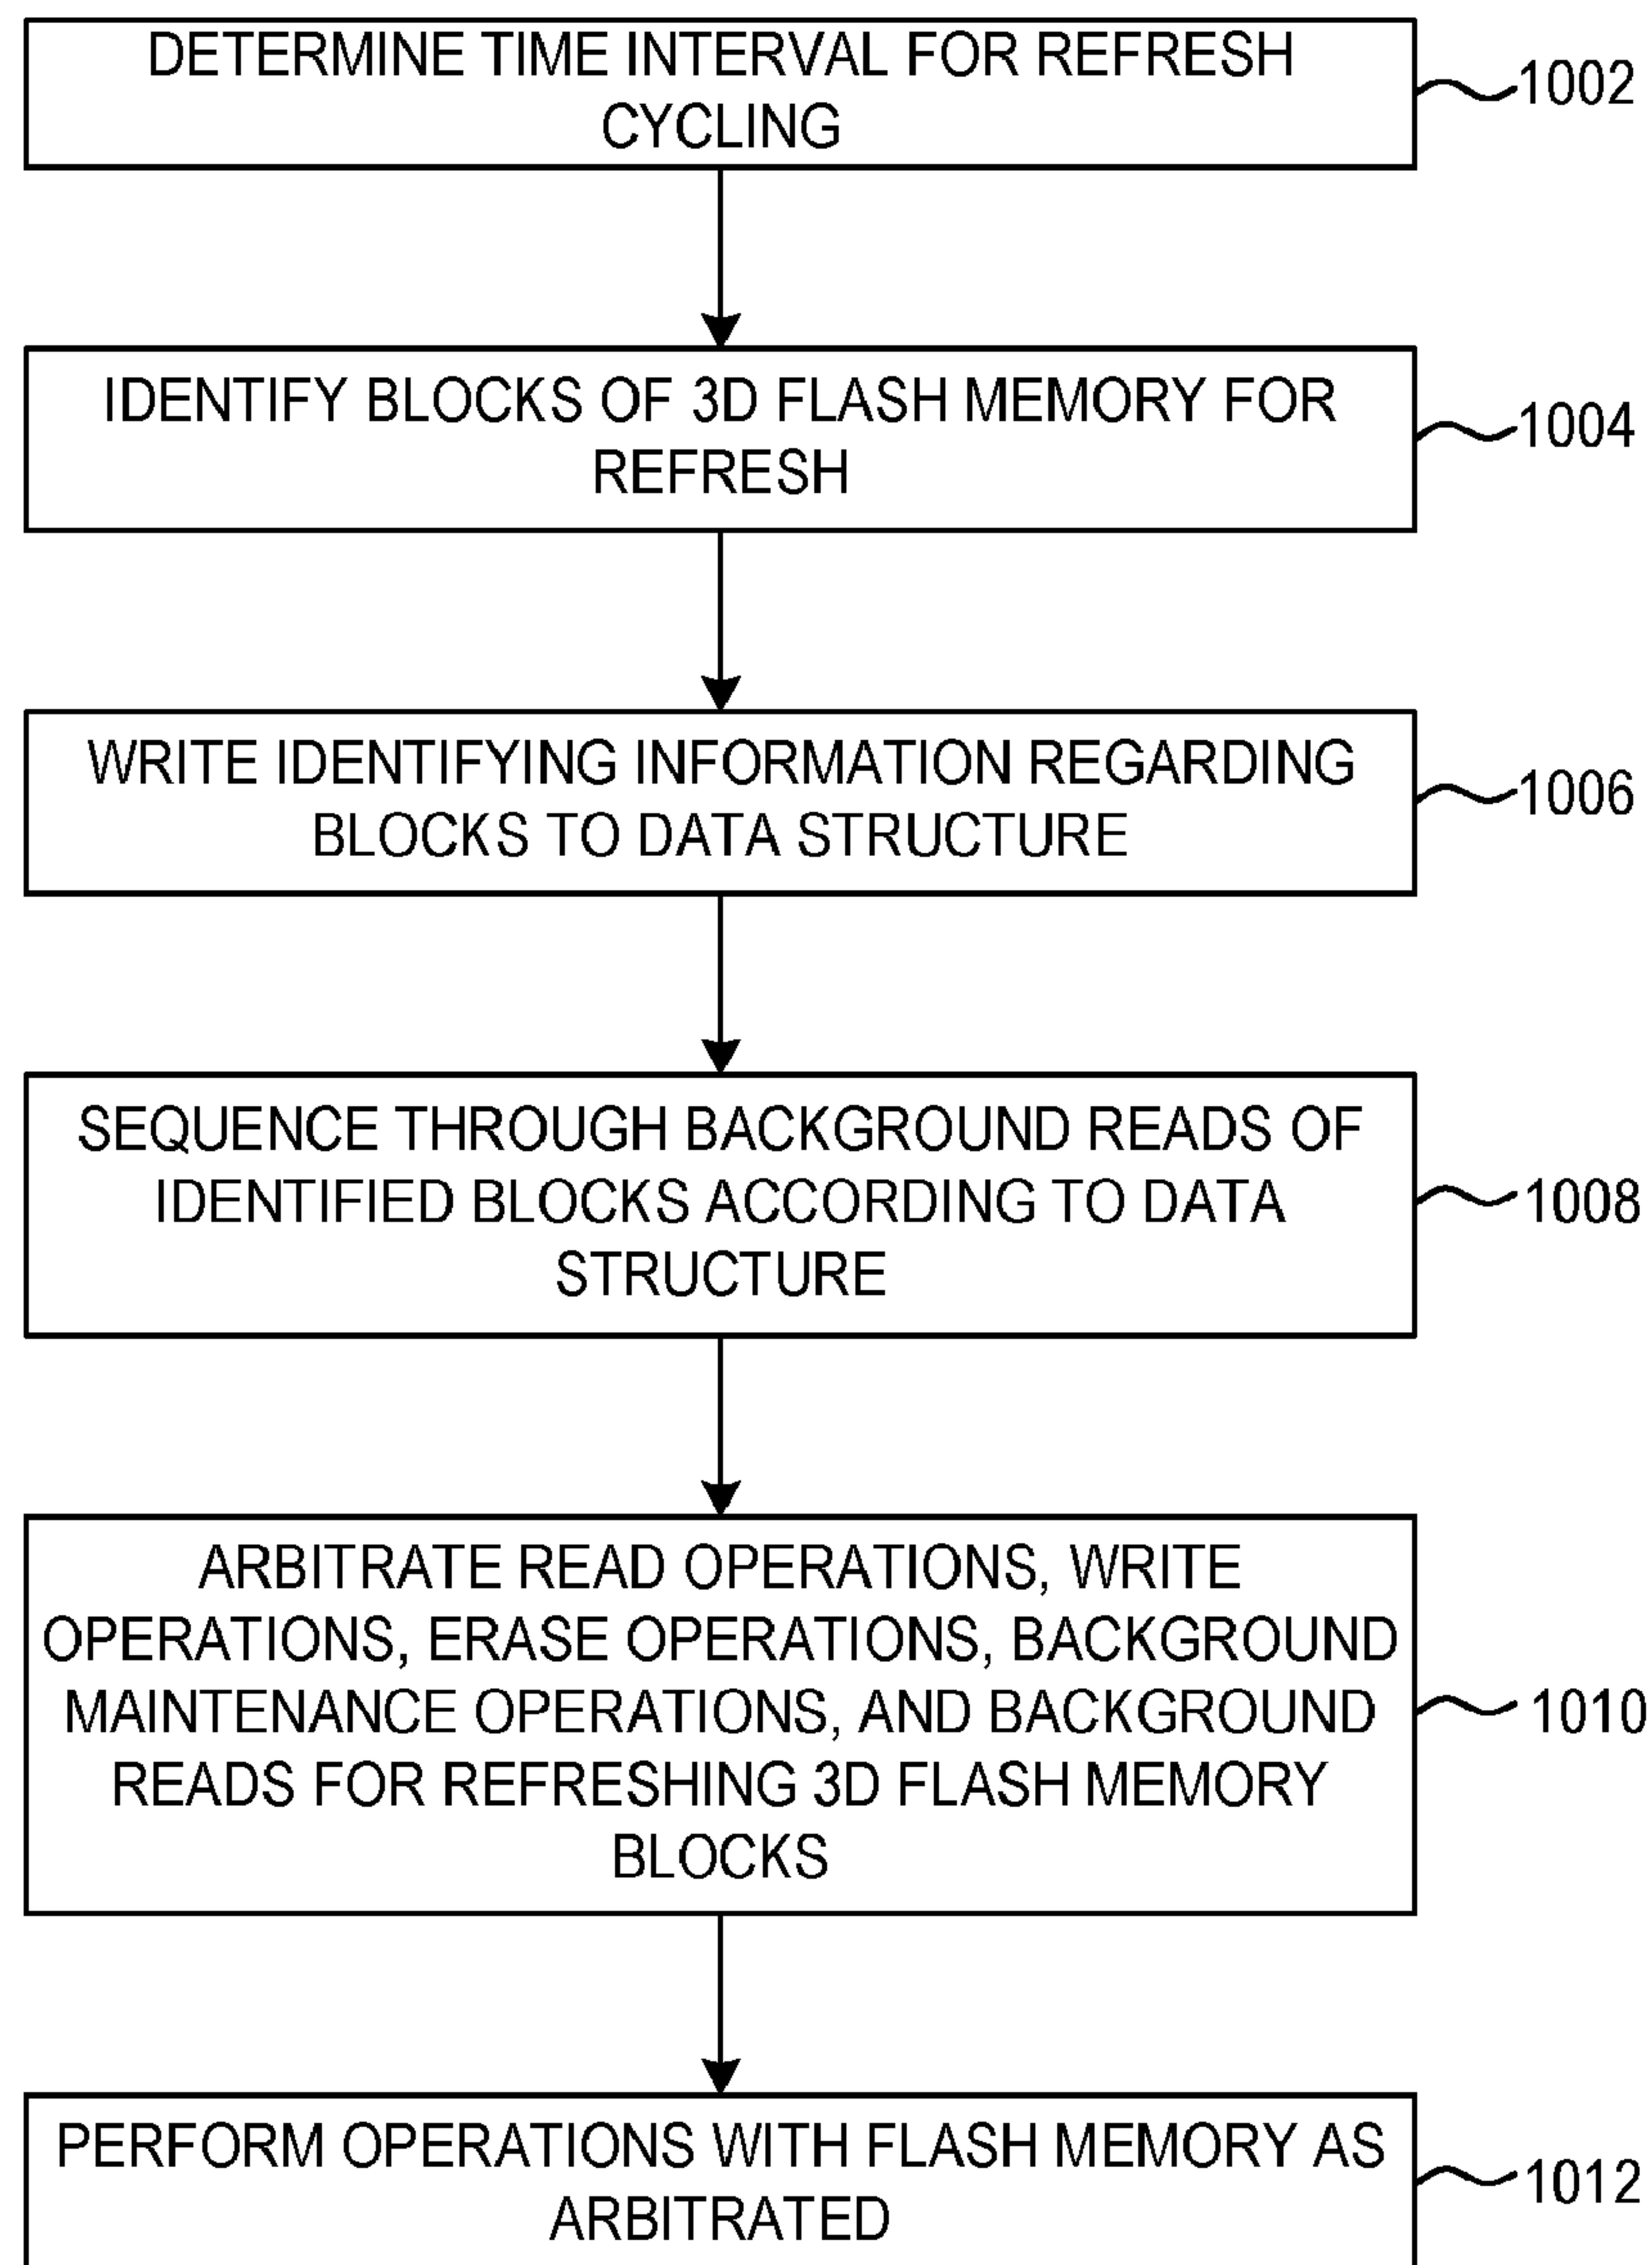 DETERMINE TIME INTERVAL FOR REFRESH
CYCLING
1002
IDENTIFY BLOCKS OF 3D FLASH MEMORY FOR
REFRESH
1004
WRITE IDENTIFYING INFORMATION REGARDING
BLOCKS TO DATA STRUCTURE
1006
SEQUENCE THROUGH BACKGROUND READS OF
IDENTIFIED BLOCKS ACCORDING TO DATA
STRUCTURE
1008
ARBITRATE READ OPERATIONS, WRITE
OPERATIONS, ERASE OPERATIONS, BACKGROUND
MAINTENANCE OPERATIONS, AND BACKGROUND
READS FOR REFRESHING 3D FLASH MEMORY
BLOCKS
1010
PERFORM OPERATIONS WITH FLASH MEMORY AS
ARBITRATED
1012